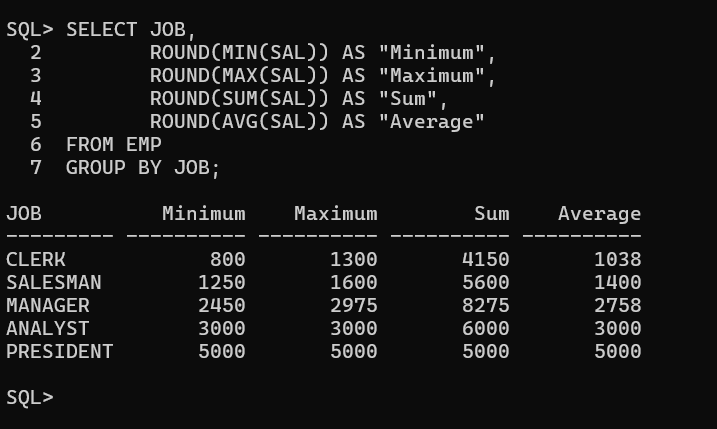 SQL> SELECT JOB,
  2         ROUND(MIN(SAL)) AS "Minimum",
  3         ROUND(MAX(SAL)) AS "Maximum",
  4         ROUND(SUM(SAL)) AS "Sum",
  5         ROUND(AVG(SAL)) AS "Average"
  6  FROM EMP
  7  GROUP BY JOB;

JOB          Minimum    Maximum        Sum    Average
--------- ---------- ---------- ---------- ----------
CLERK            800       1300       4150       1038
SALESMAN        1250       1600       5600       1400
MANAGER         2450       2975       8275       2758
ANALYST         3000       3000       6000       3000
PRESIDENT       5000       5000       5000       5000

SQL>